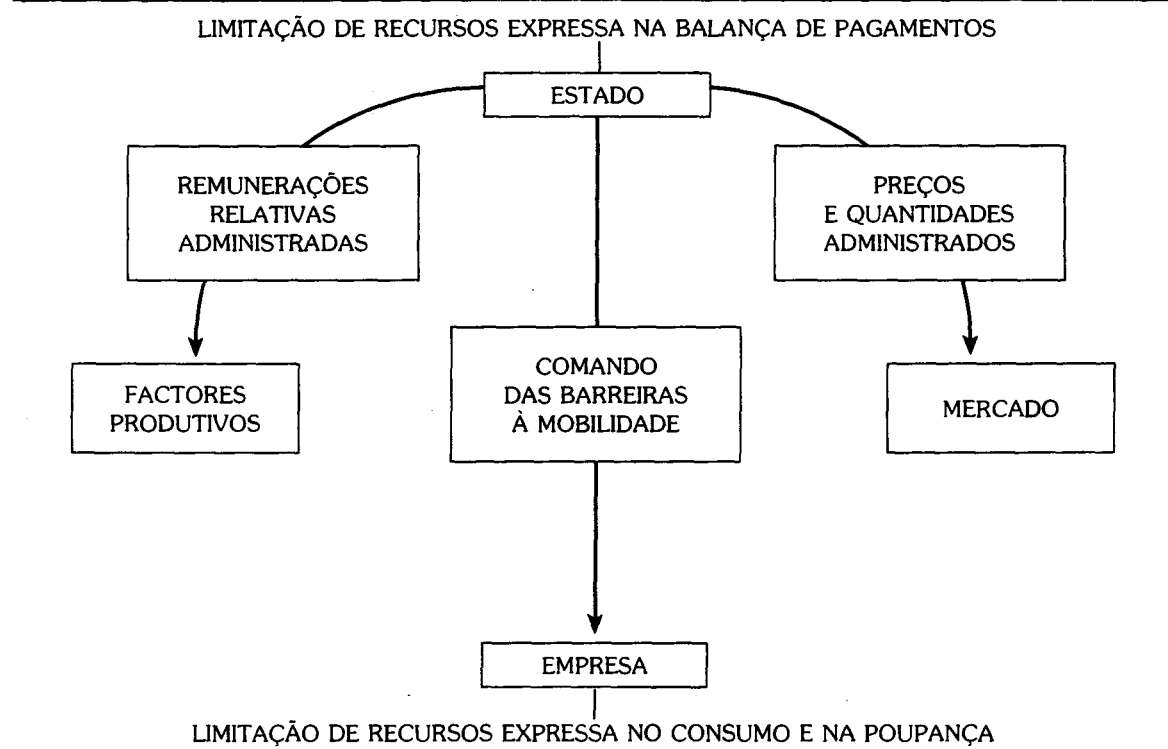 LIMITAÇÃO DE RECURSOS EXPRESSA NA BALANÇA DE PAGAMENTOS
ESTADO
REMUNERAÇÕES
RELATIVAS
ADMINISTRADAS
PREÇOS
E QUANTIDADES
ADMINISTRADOS
FACTORES
PRODUTIVOS
COMANDO
DAS BARREIRAS
À MOBILIDADE
MERCADO
EMPRESA
LIMITAÇÃO DE RECURSOS EXPRESSA NO CONSUMO E NA POUPANÇA